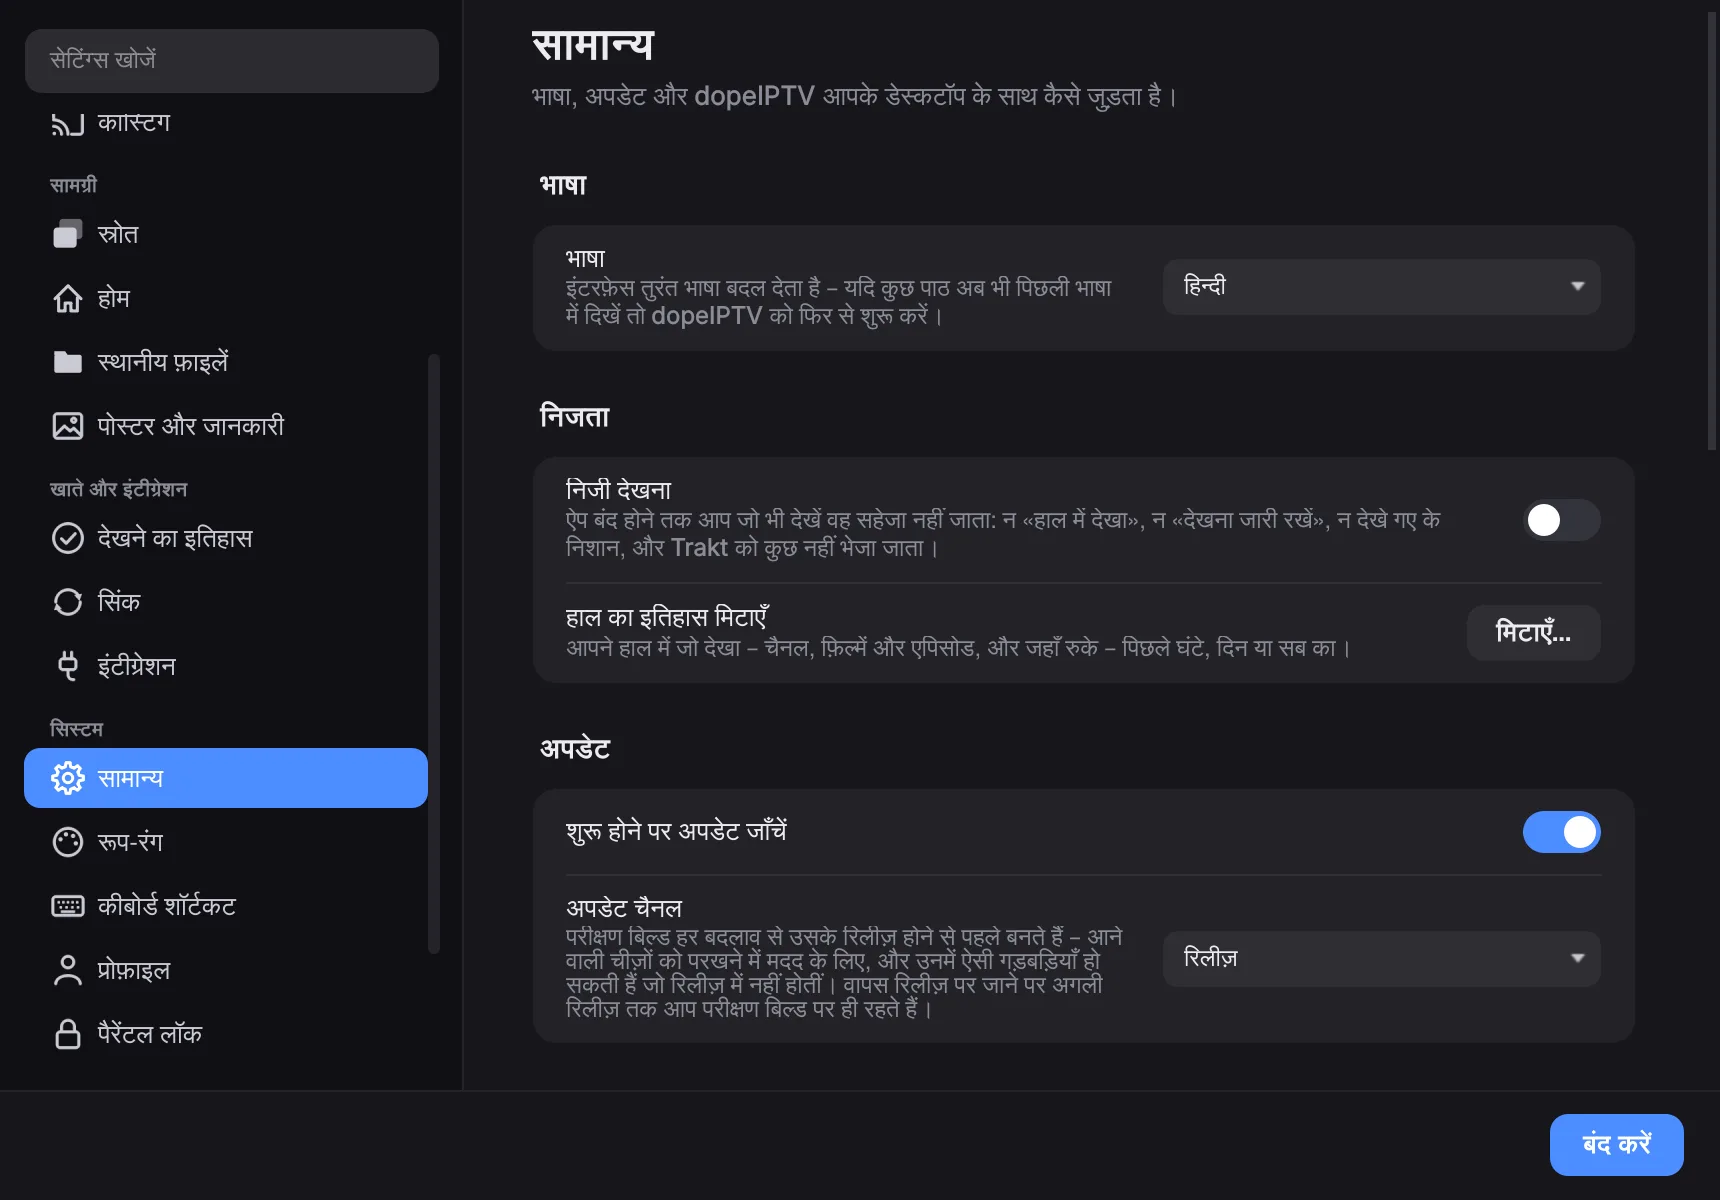 सेटिंग्स खोजें
कास्टिंग
सामग्री
स्रोत
होम
स्थानीय फ़ाइलें
पोस्टर और जानकारी
खाते और इंटीग्रेशन
देखने का इतिहास
सिंक
इंटीग्रेशन
सिस्टम
सामान्य
रूप-रंग
कीबोर्ड शॉर्टकट
प्रोफ़ाइल
पैरेंटल लॉक
सामान्य
भाषा, अपडेट और dopeIPTV आपके डेस्कटॉप के साथ कैसे जुड़ता है।
भाषा
भाषा
इंटरफ़ेस तुरंत भाषा बदल देता है – यदि कुछ पाठ अब भी पिछली भाषा
में दिखें तो dopeIPTV को फिर से शुरू करें।
हिन्दी
निजता
निजी देखना
ऐप बंद होने तक आप जो भी देखें वह सहेजा नहीं जाता: न «हाल में देखा», न «देखना जारी रखें», न देखे गए के
निशान, और Trakt को कुछ नहीं भेजा जाता।
हाल का इतिहास मिटाएँ
आपने हाल में जो देखा – चैनल, फ़िल्में और एपिसोड, और जहाँ रुके – पिछले घंटे, दिन या सब का।
मिटाएँ...
अपडेट
शुरू होने पर अपडेट जाँचें
अपडेट चैनल
परीक्षण बिल्ड हर बदलाव से उसके रिलीज़ होने से पहले बनते हैं – आने
वाली चीज़ों को परखने में मदद के लिए, और उनमें ऐसी गड़बड़ियाँ हो
सकती हैं जो रिलीज़ में नहीं होतीं। वापस रिलीज़ पर जाने पर अगली
रिलीज़ तक आप परीक्षण बिल्ड पर ही रहते हैं।
रिलीज़
बंद करें